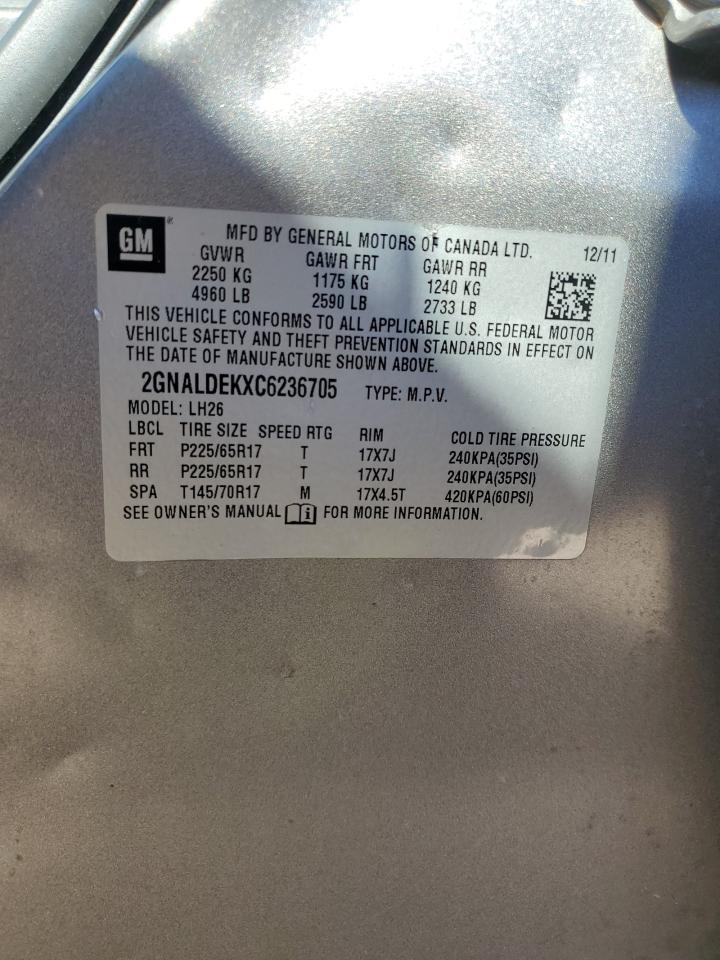 GM®
MFD BY GENERAL MOTORS OF CANADA LTD. 12/11
GVWR GAWR FRT GAWR RR
2250 KG 1175 KG 1240 KG
4960 LB 2590 LB 2733 LB
THIS VEHICLE CONFORMS TO ALL APPLICABLE U.S. FEDERAL MOTOR
VEHICLE SAFETY AND THEFT PREVENTION STANDARDS IN EFFECT ON
THE DATE OF MANUFACTURE SHOWN ABOVE.
2GNALDEKXC6236705 TYPE: M.P.V.
MODEL: LH26
LBCL TIRE SIZE SPEED RTG RIM COLD TIRE PRESSURE
FRT P225/65R17 T 17X7J 240KPA(35PSI)
RR P225/65R17 T 17X7J 240KPA(35PSI)
SPA T145/70R17 M 17X4.5T 420KPA(60PSI)
SEE OWNER'S MANUAL i FOR MORE INFORMATION.